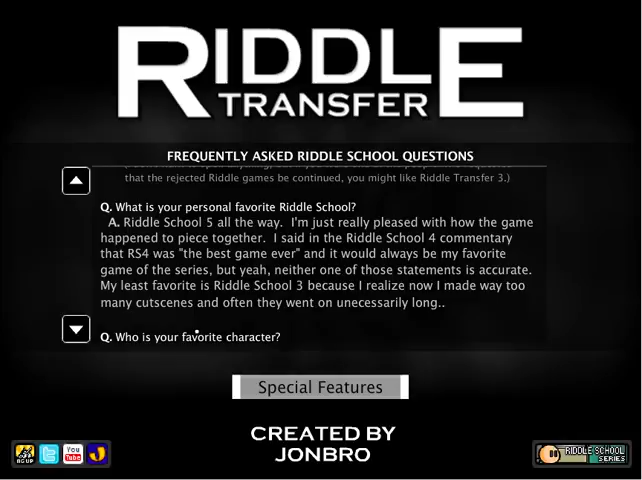 RIDDLE
TRANSFER
FREQUENTLY ASKED RIDDLE SCHOOL QUESTIONS
that the rejected Riddle games be continued, you might like Riddle Transfer 3.)
Q. What is your personal favorite Riddle School?
A. Riddle School 5 all the way. I'm just really pleased with how the game
happened to piece together. I said in the Riddle School 4 commentary
that RS4 was "the best game ever" and it would always be my favorite
game of the series, but yeah, neither one of those statements is accurate.
My least favorite is Riddle School 3 because I realize now I made way too
many cutscenes and often they went on unecessarily long..
Q. Who is your favorite character?
Special Features
CREATED BY
JONBRO
You
Tube
RIDDLE SCHOOL
SERIES